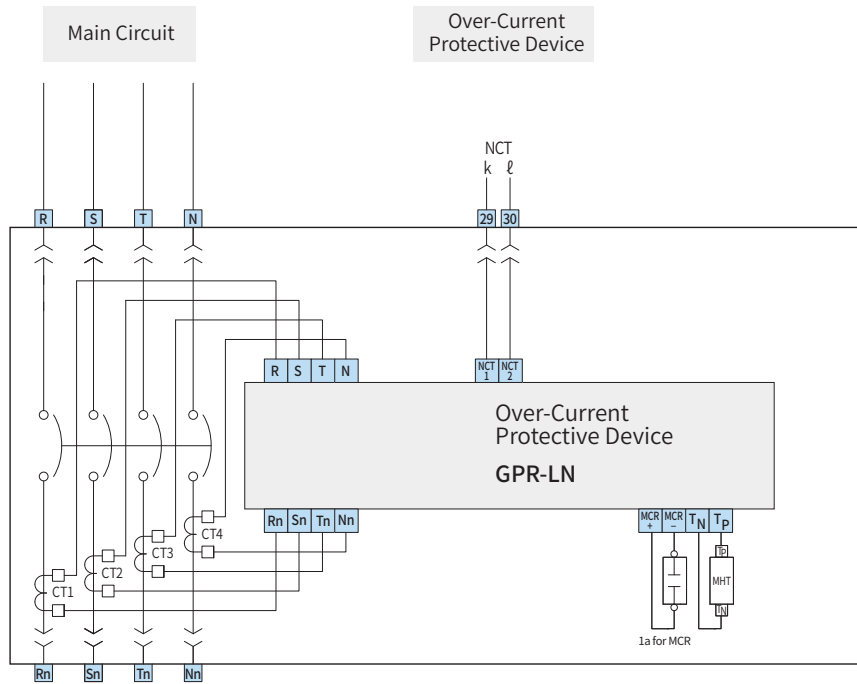 Main Circuit
Over-Current
Protective Device
NCT
k ℓ
R S T N 29 30
R S T N
NCT 1 NCT 2
Over-Current
Protective Device
GPR-LN
Rn Sn Tn Nn
MCR + MCR − TN TP
CT1 CT2 CT3 CT4
TP
MHT
TN
1a for MCR
Rn Sn Tn Nn